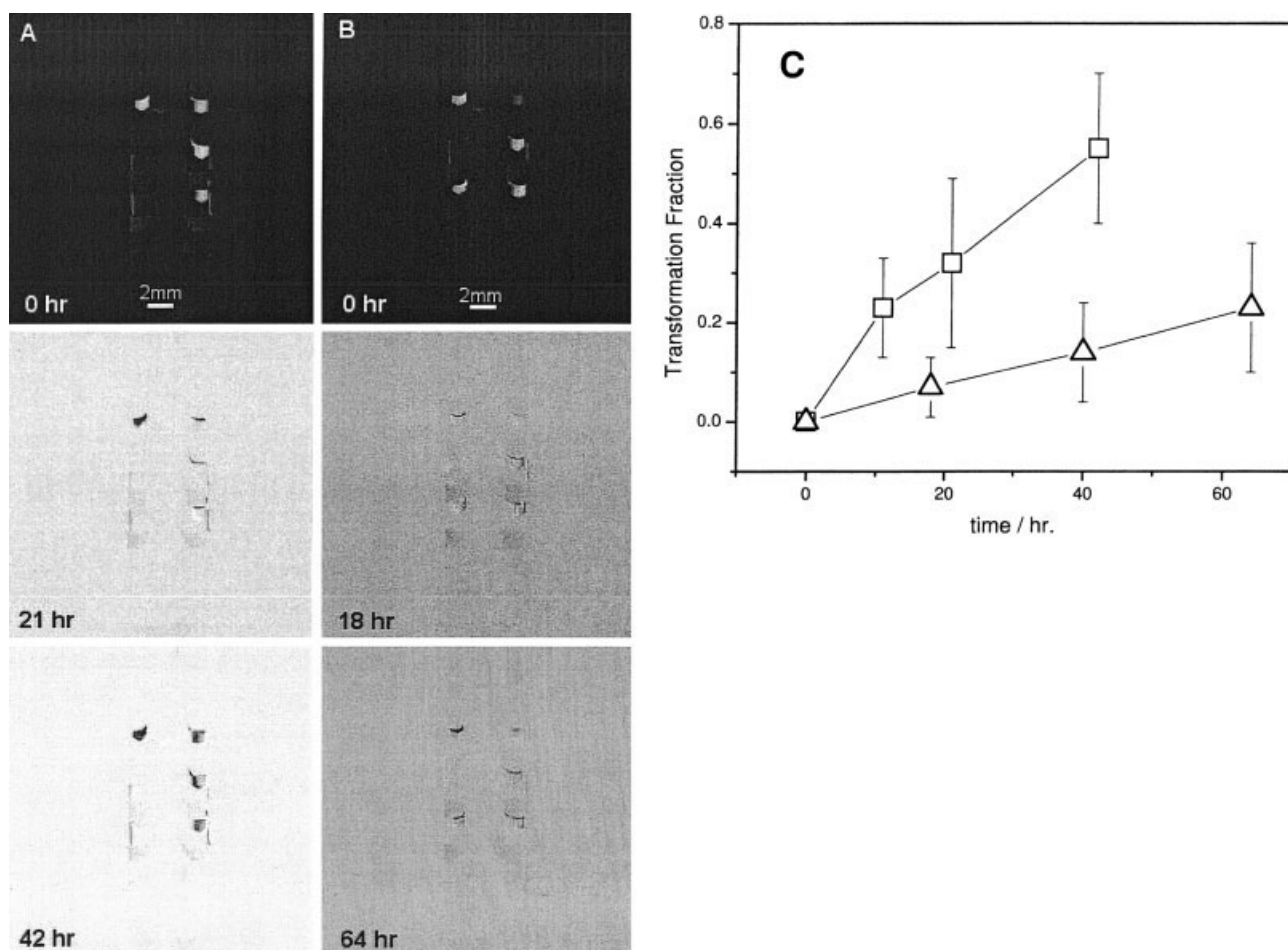 A
0 hr
2mm
21 hr
42 hr
B
0 hr
2mm
18 hr
64 hr
C
0.8
0.6
0.4
0.2
0.0
Transformation Fraction
0 20 40 60
time / hr.